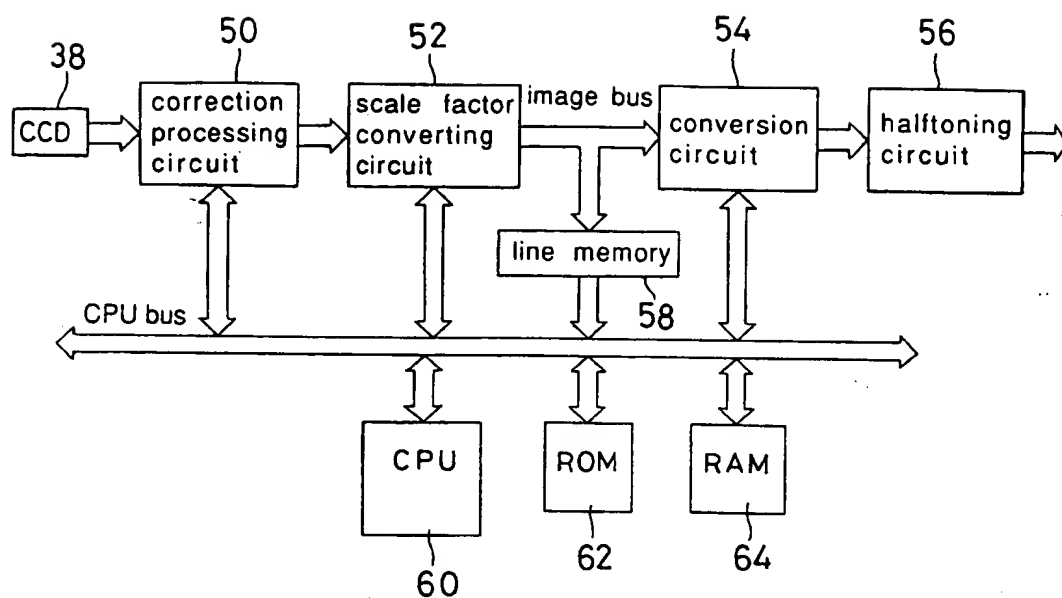 38
50
52
54
56
CCD
correction
processing
circuit
scale factor
converting
circuit
image bus
conversion
circuit
halftoning
circuit
line memory
58
CPU bus
CPU
ROM
RAM
60
62
64